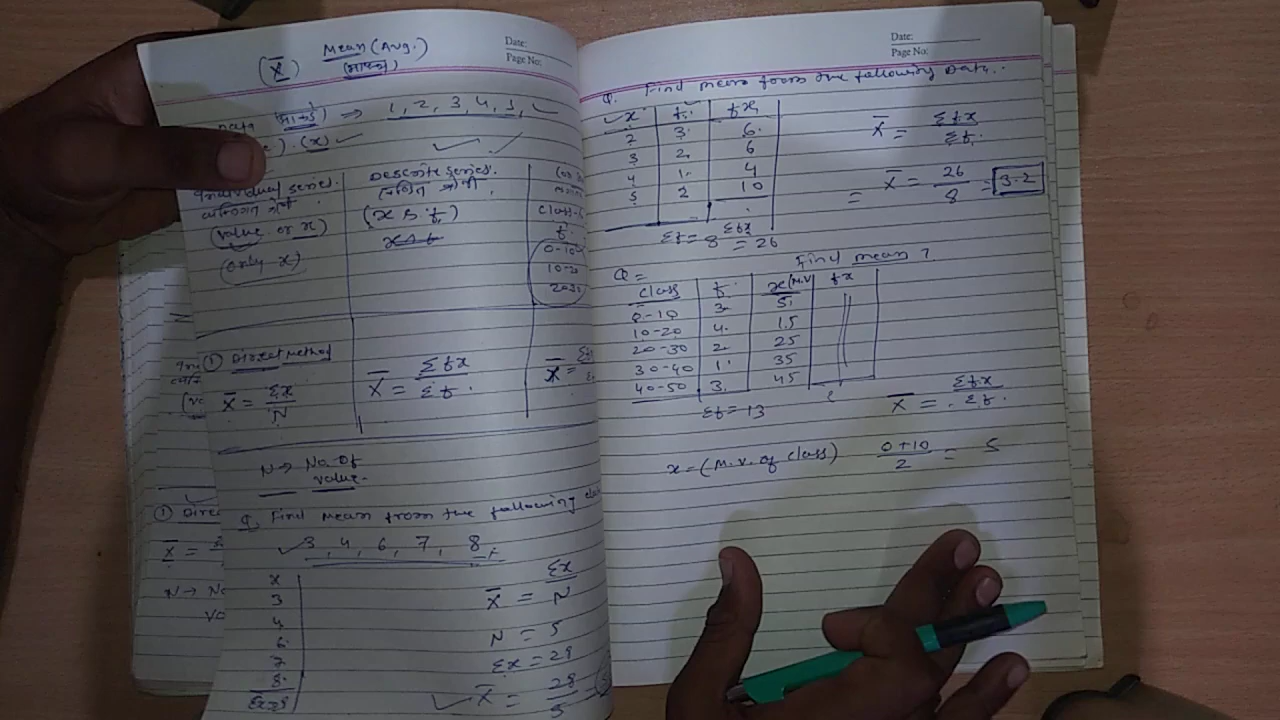 Mean (Avg.)
(X̄)
Date:
Page No:
Data ⇒ 1, 2, 3, 4, 5,
(x)
Individual series.
(value or x)
(only x)
Descrite series.
(x & f)
class-
f
0-10
10-20
20-30
① Direct method
X̄ = Σx/N
X̄ = Σfx/Σf
X̄ =
N → No. of
value.
Q. Find mean from the following
3, 4, 6, 7, 8
x
3
4
6
7
8
X̄ = Σx/N
N = 5
Σx = 28
X̄ = 28/5 =
① Direc
X̄ =
N → No
Date:
Page No:
Q. Find mean from the following Data.
x f. fx
2 3 6
3 2 6
4 1 4
5 2 10
Σf = 8 Σfx = 26
X̄ = Σfx/Σf.
= X̄ = 26/8 = 3.2
Q = Find mean ?
class f x(M.V fx
0-10 3 5
10-20 4 15
20-30 2 25
30-40 1 35
40-50 3 45
Σf = 13
X̄ = Σfx/Σf.
x = (M.V. of class) 0+10/2 = 5